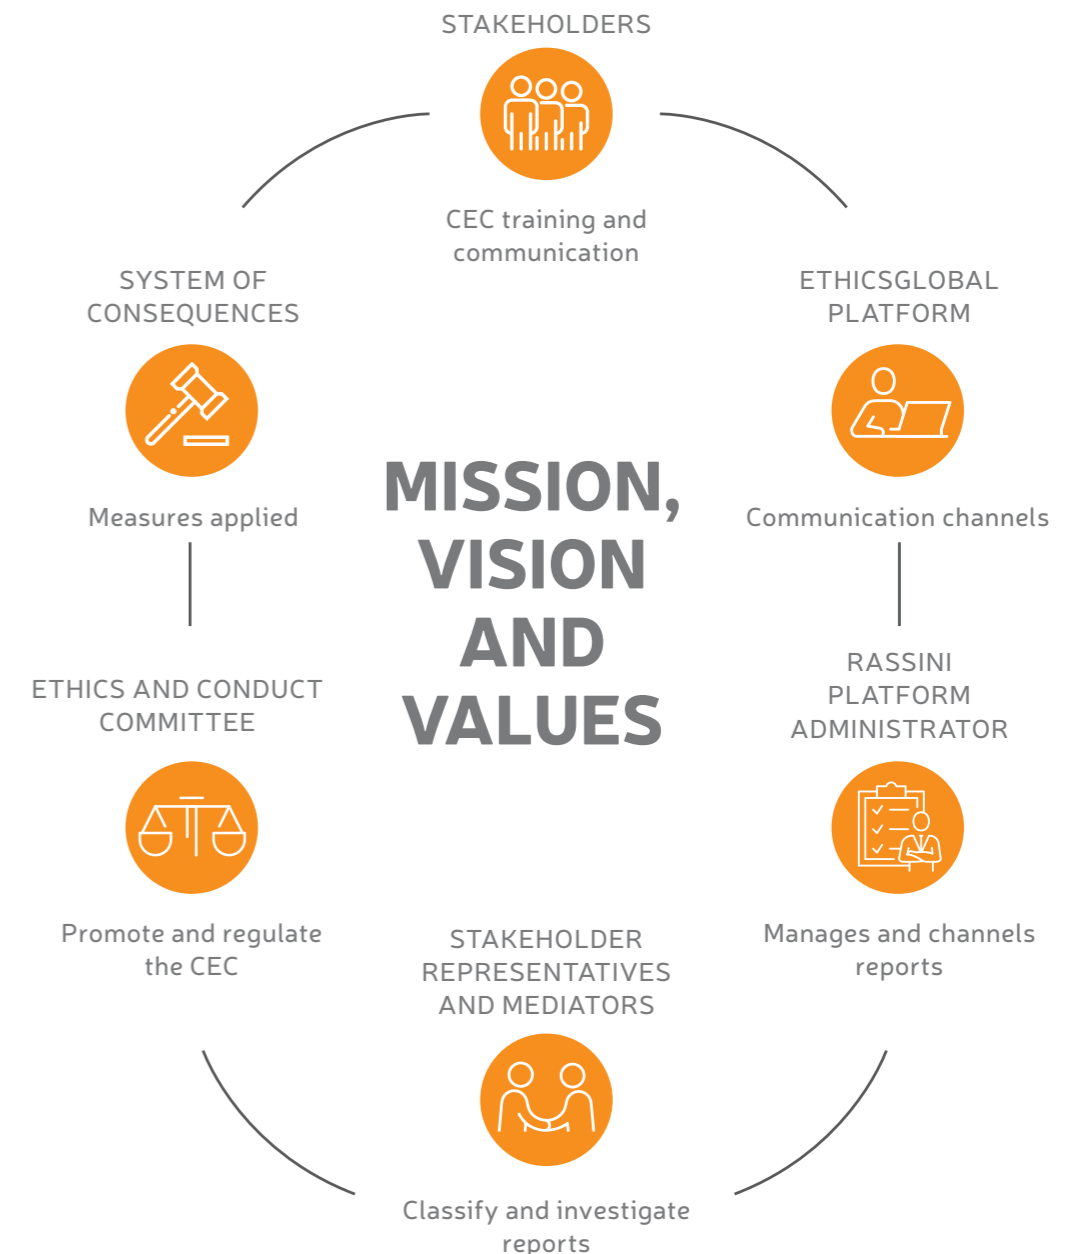 STAKEHOLDERS
CEC training and
communication
SYSTEM OF
CONSEQUENCES
Measures applied
ETHICSGLOBAL
PLATFORM
Communication channels
MISSION,
VISION
AND
VALUES
ETHICS AND CONDUCT
COMMITTEE
Promote and regulate
the CEC
RASSINI
PLATFORM
ADMINISTRATOR
Manages and channels
reports
STAKEHOLDER
REPRESENTATIVES
AND MEDIATORS
Classify and investigate
reports